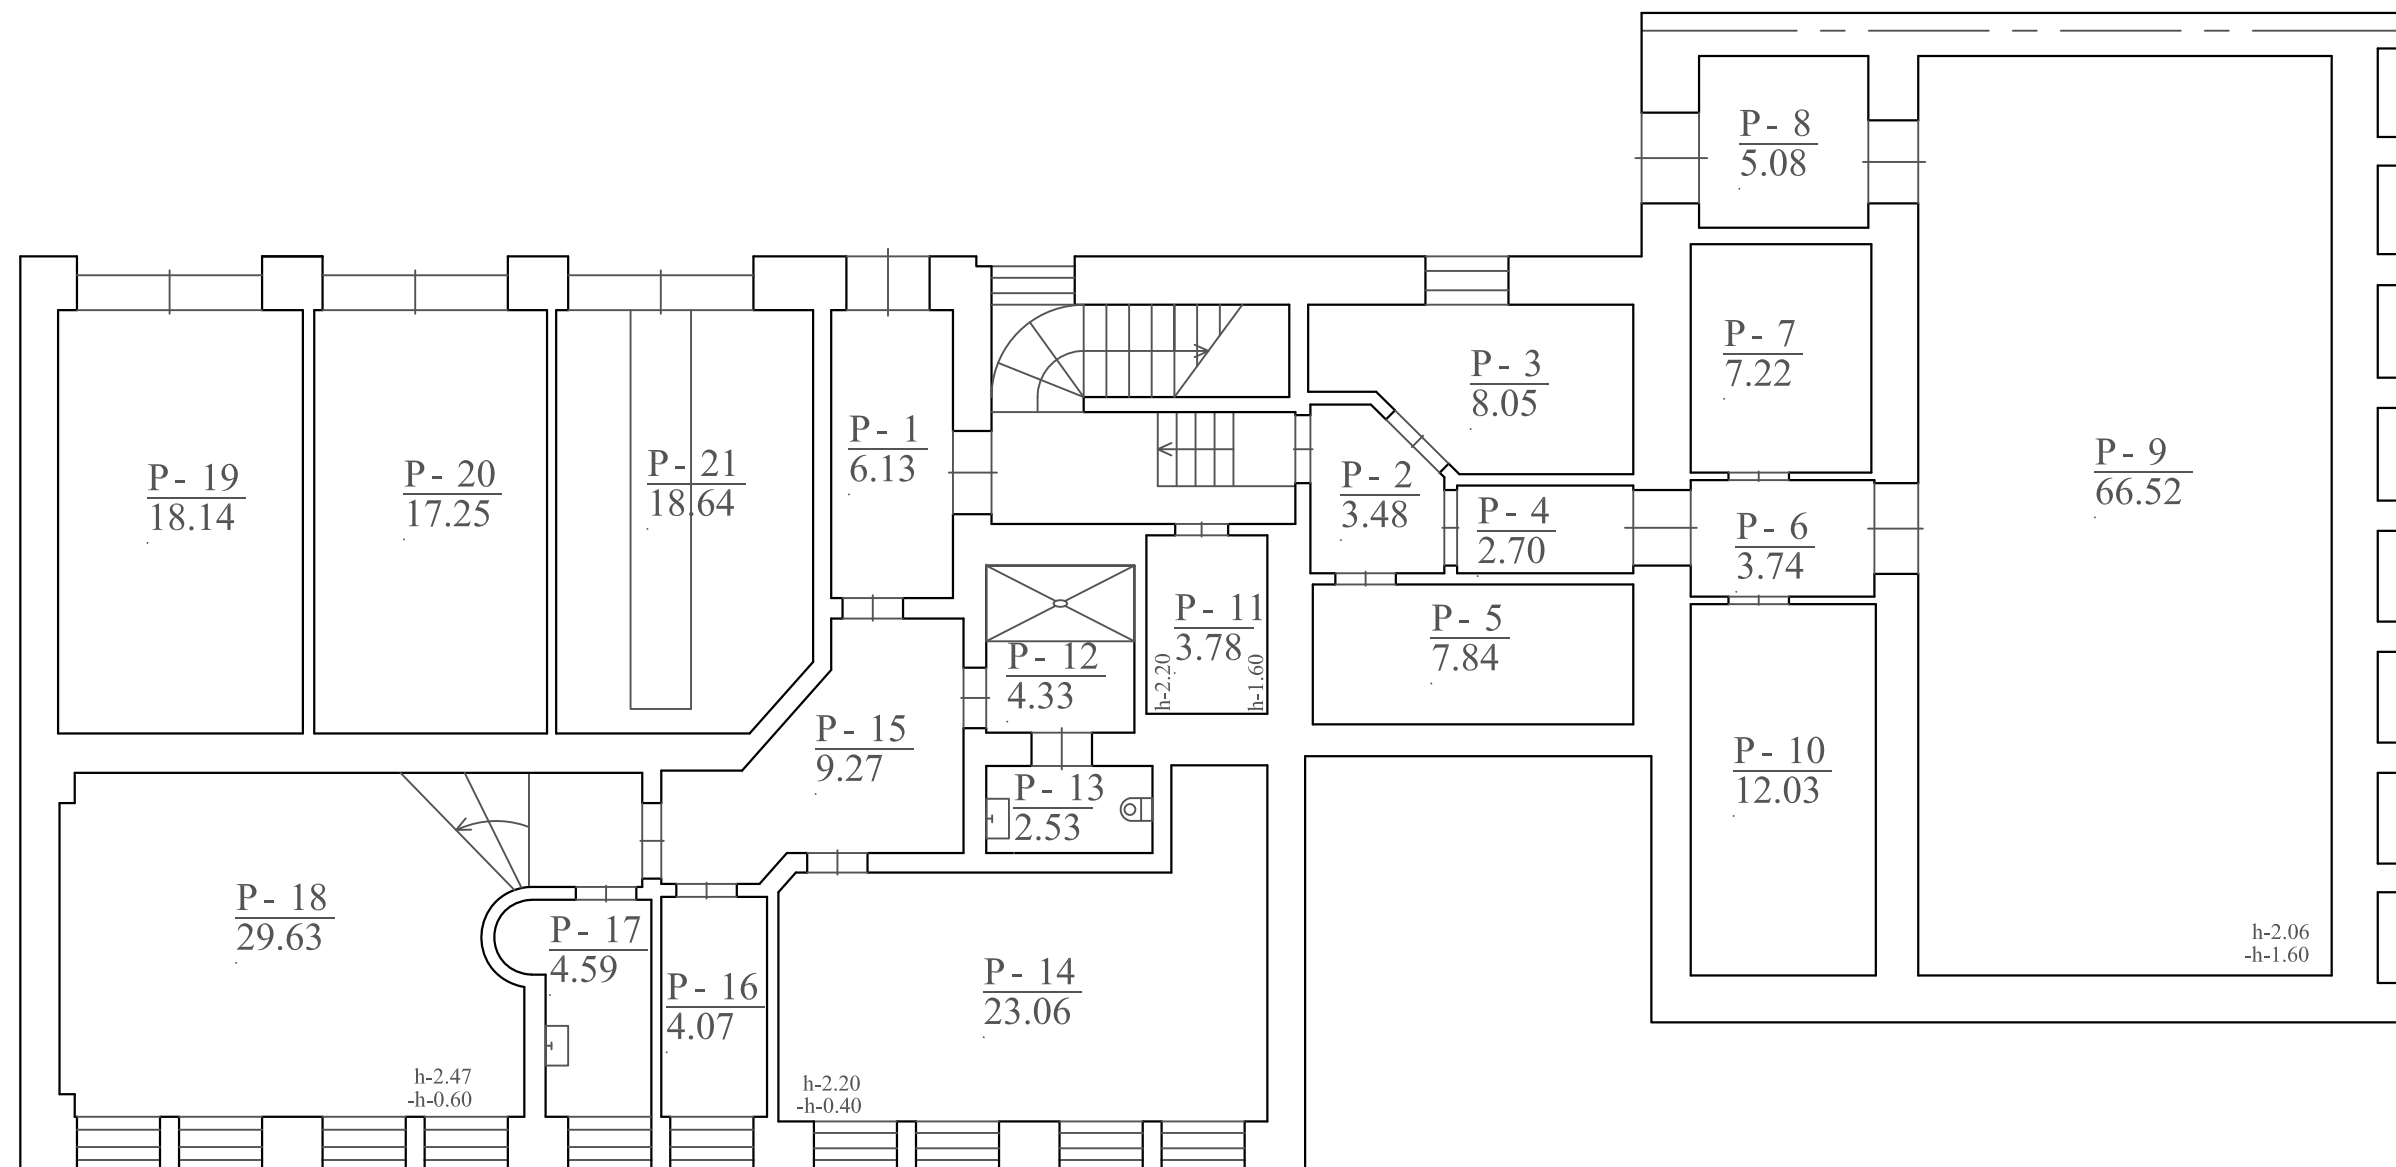 P- 8
5.08
P- 7
7.22
P- 3
8.05
P- 1
6.13
P- 9
66.52
P- 21
18.64
P- 20
17.25
P- 19
18.14
P- 2
3.48
P- 4
2.70
P- 6
3.74
P- 11
3.78
h-2.20
h-1.60
P- 5
7.84
P- 12
4.33
P- 15
9.27
P- 10
12.03
P- 13
2.53
P- 18
29.63
P- 17
4.59
P- 16
4.07
P- 14
23.06
h-2.06
-h-1.60
h-2.47
-h-0.60
h-2.20
-h-0.40